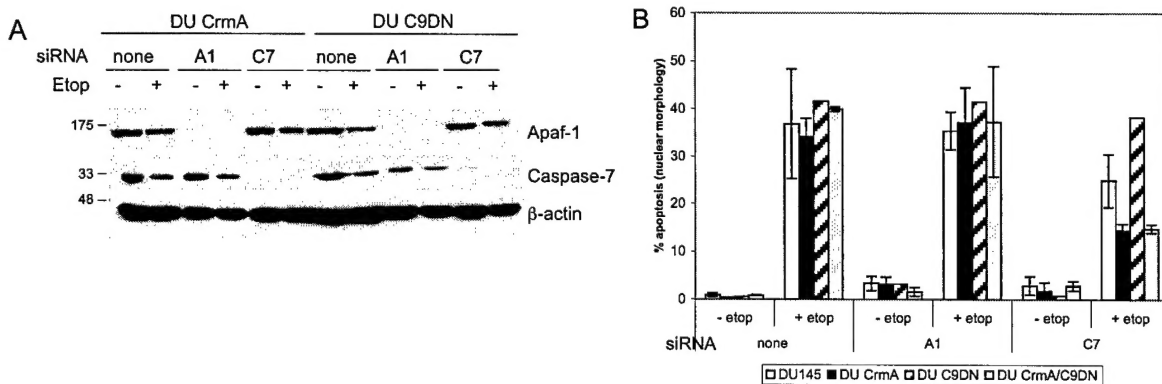 A
DU CrmA DU C9DN
siRNA none A1 C7 none A1 C7
Etop - + - + - + - + - + - +
175 Apaf-1
33 Caspase-7
48
β-actin
B
% apoptosis (nuclear morphology)
60
50
40
30
20
10
0
- etop + etop - etop + etop - etop + etop
siRNA none A1 C7
DU145 DU CrmA DU C9DN DU CrmA/C9DN